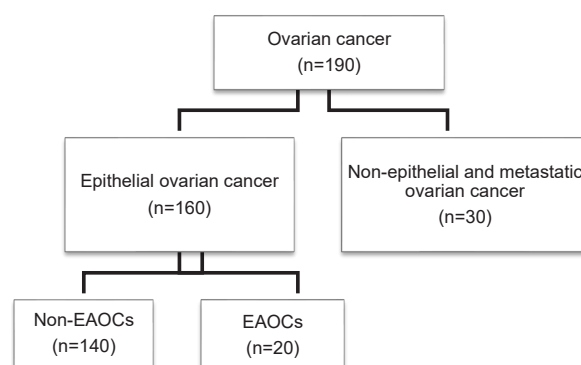 Ovarian cancer
(n=190)
Epithelial ovarian cancer
(n=160)
Non-epithelial and metastatic
ovarian cancer
(n=30)
Non-EAOCs
(n=140)
EAOCs
(n=20)